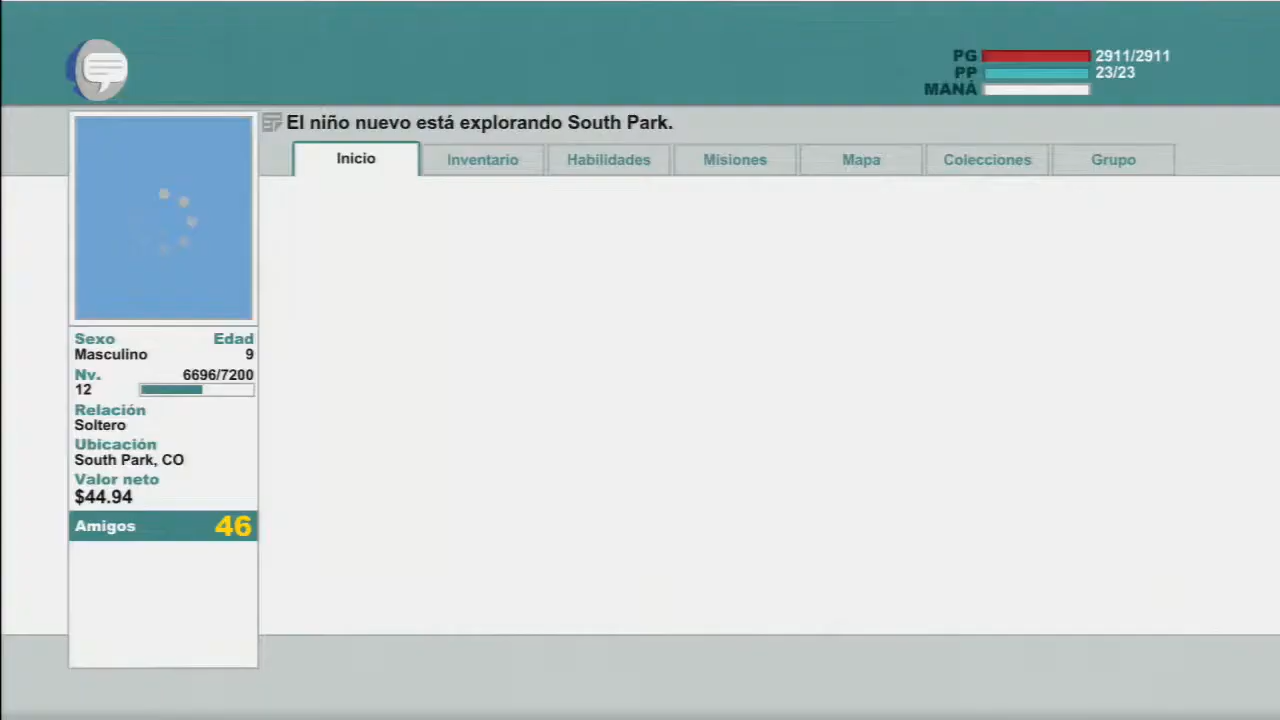 PG 2911/2911
PP 23/23
MANÁ
El niño nuevo está explorando South Park.
Inicio Inventario Habilidades Misiones Mapa Colecciones Grupo
Sexo Edad
Masculino 9
Nv. 6696/7200
12
Relación
Soltero
Ubicación
South Park, CO
Valor neto
$44.94
Amigos 46